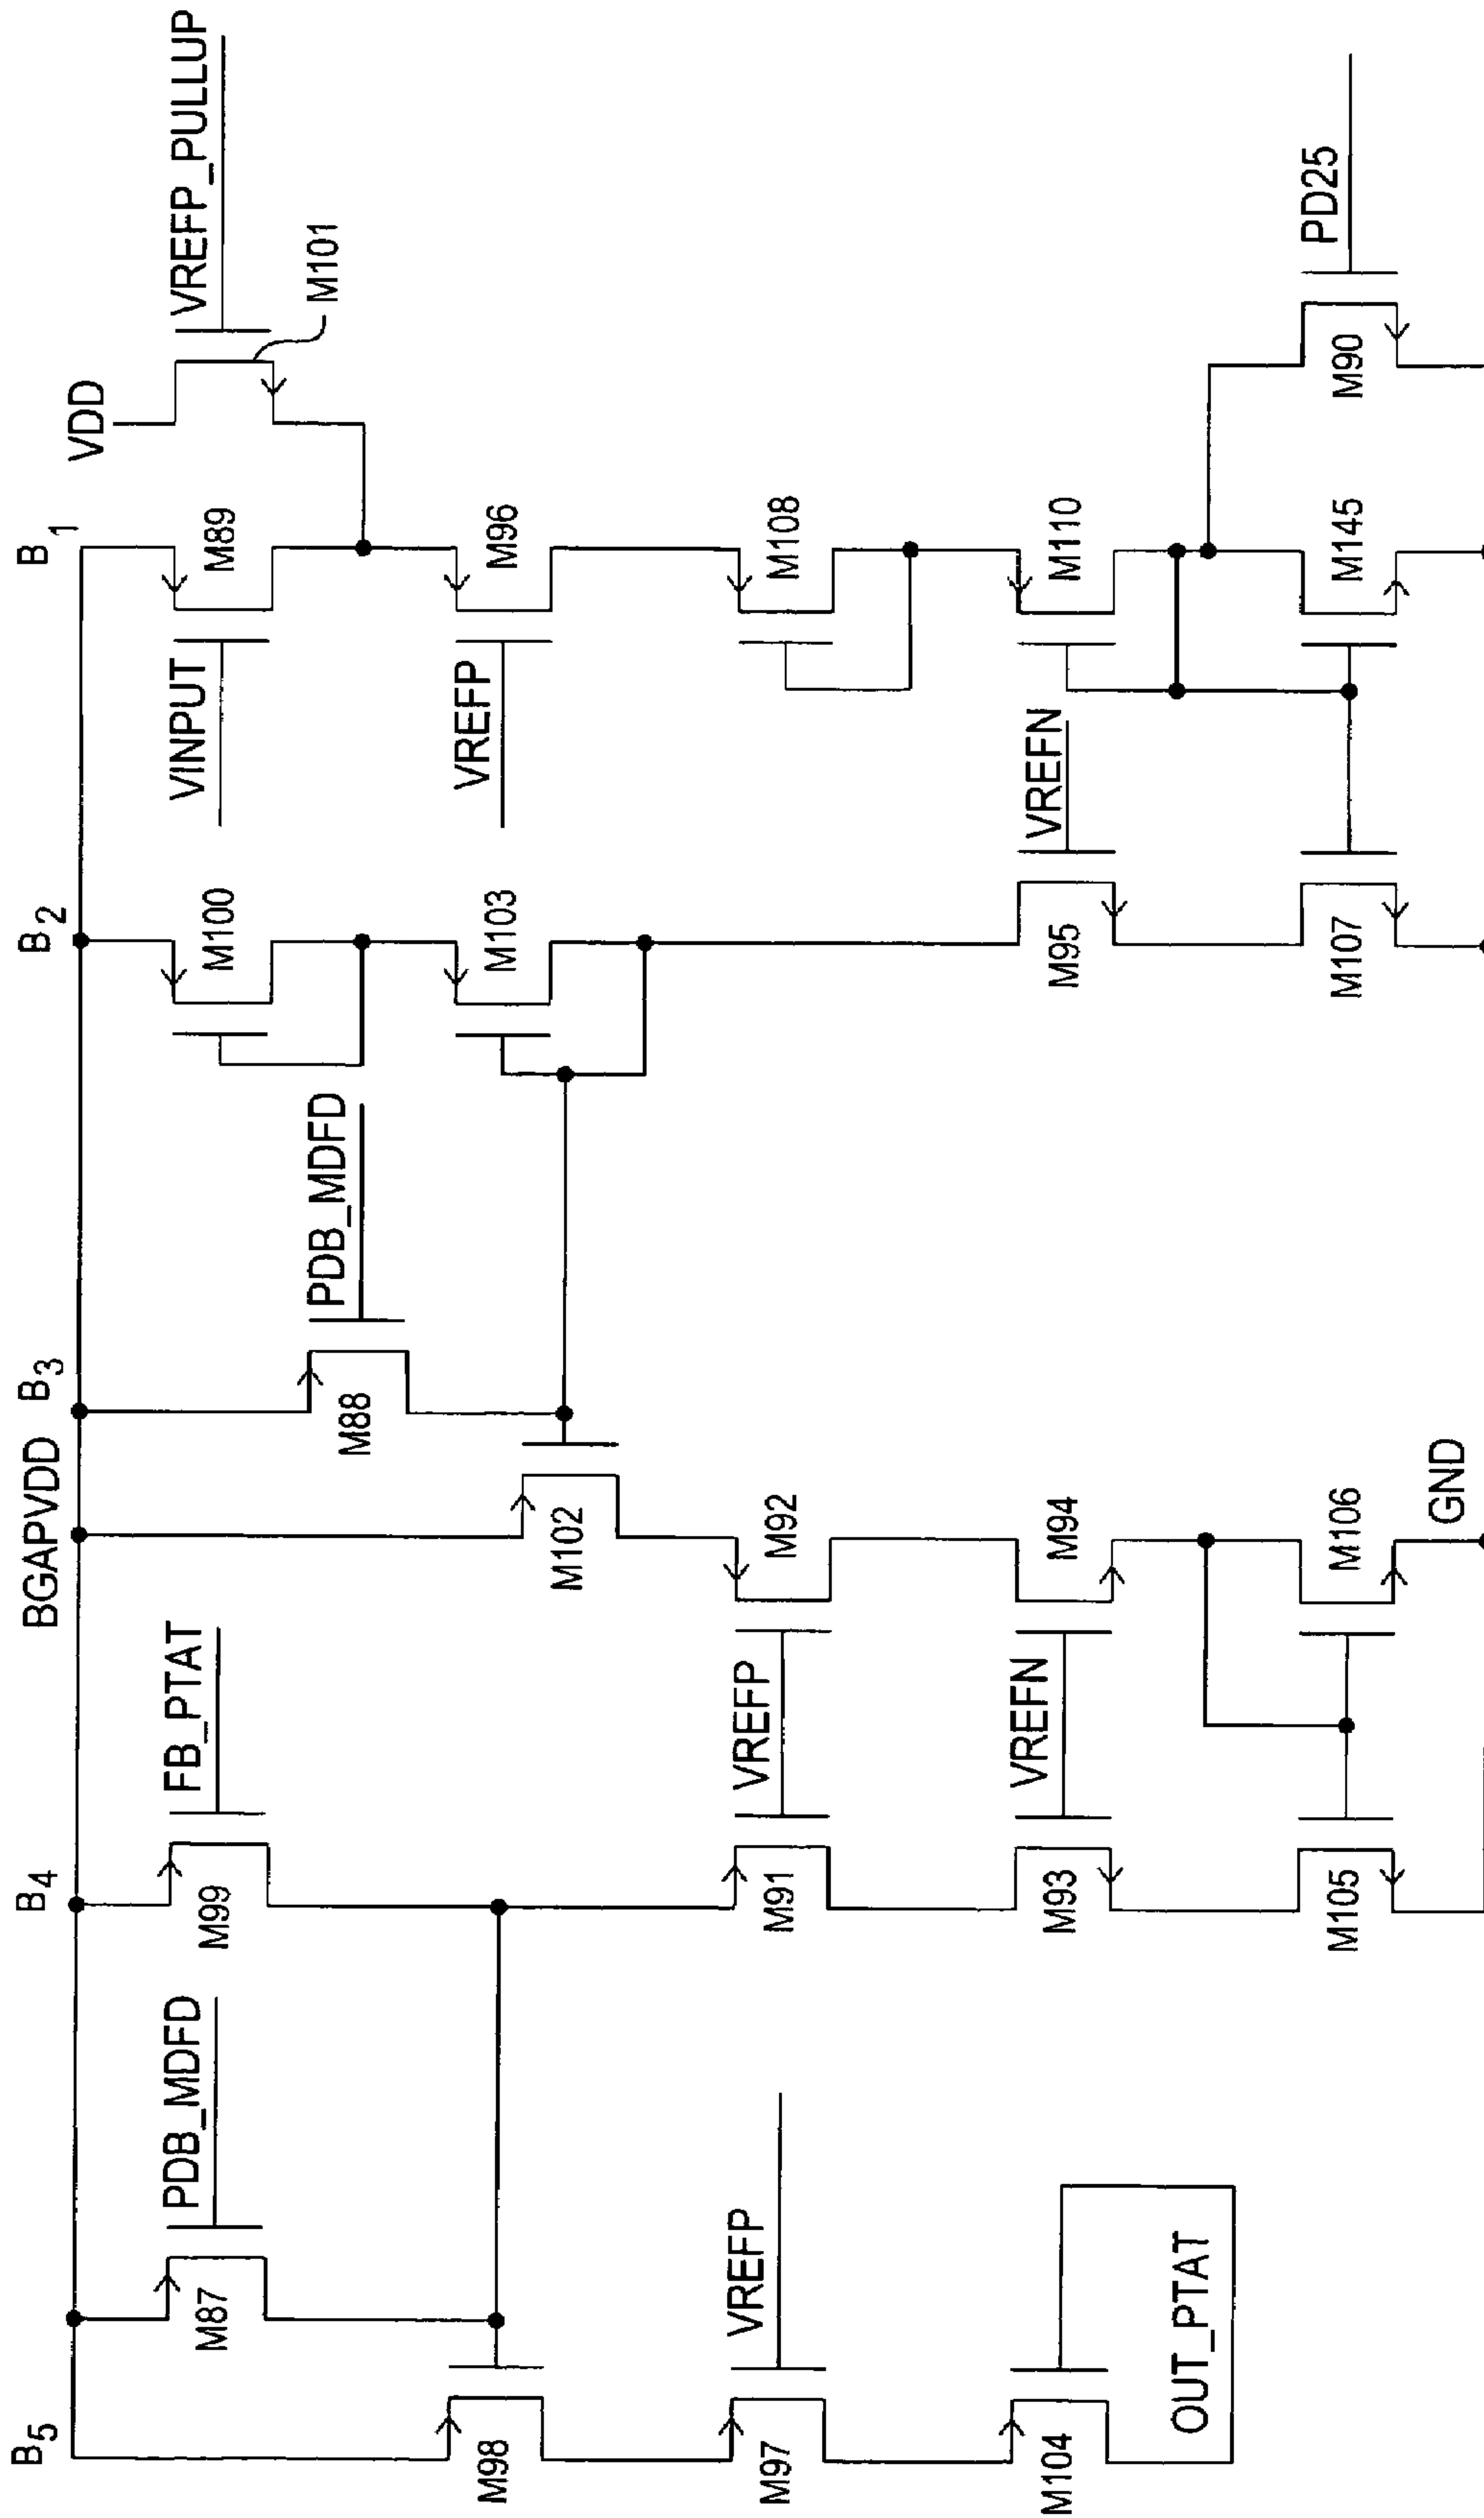 B5
B4
BGAPVDD
B3
B2
B1
VDD
VREFP_PULLUP
M101
PDB_MDFD
M87
FB_PTAT
M99
PDB_MDFD
M88
M100
VINPUT
M89
M98
M102
M103
VREFP
M96
VREFP
M97
VREFP
M91
M92
M108
M104
OUT_PTAT
VREFN
M93
M94
VREFN
M95
M110
M105
M106
GND
M107
M145
M90
PD25